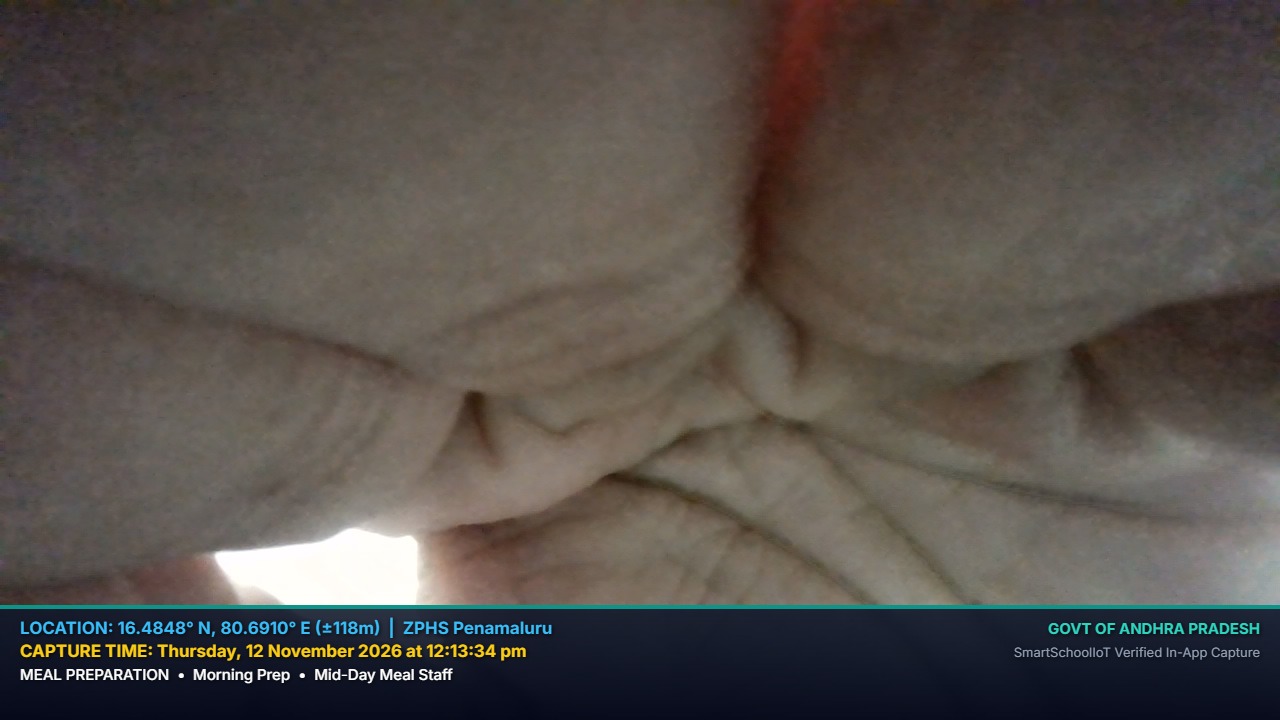 LOCATION: 16.4848° N, 80.6910° E (±118m) | ZPHS Penamaluru
CAPTURE TIME: Thursday, 12 November 2026 at 12:13:34 pm
MEAL PREPARATION • Morning Prep • Mid-Day Meal Staff
GOVT OF ANDHRA PRADESH
SmartSchoolIoT Verified In-App Capture